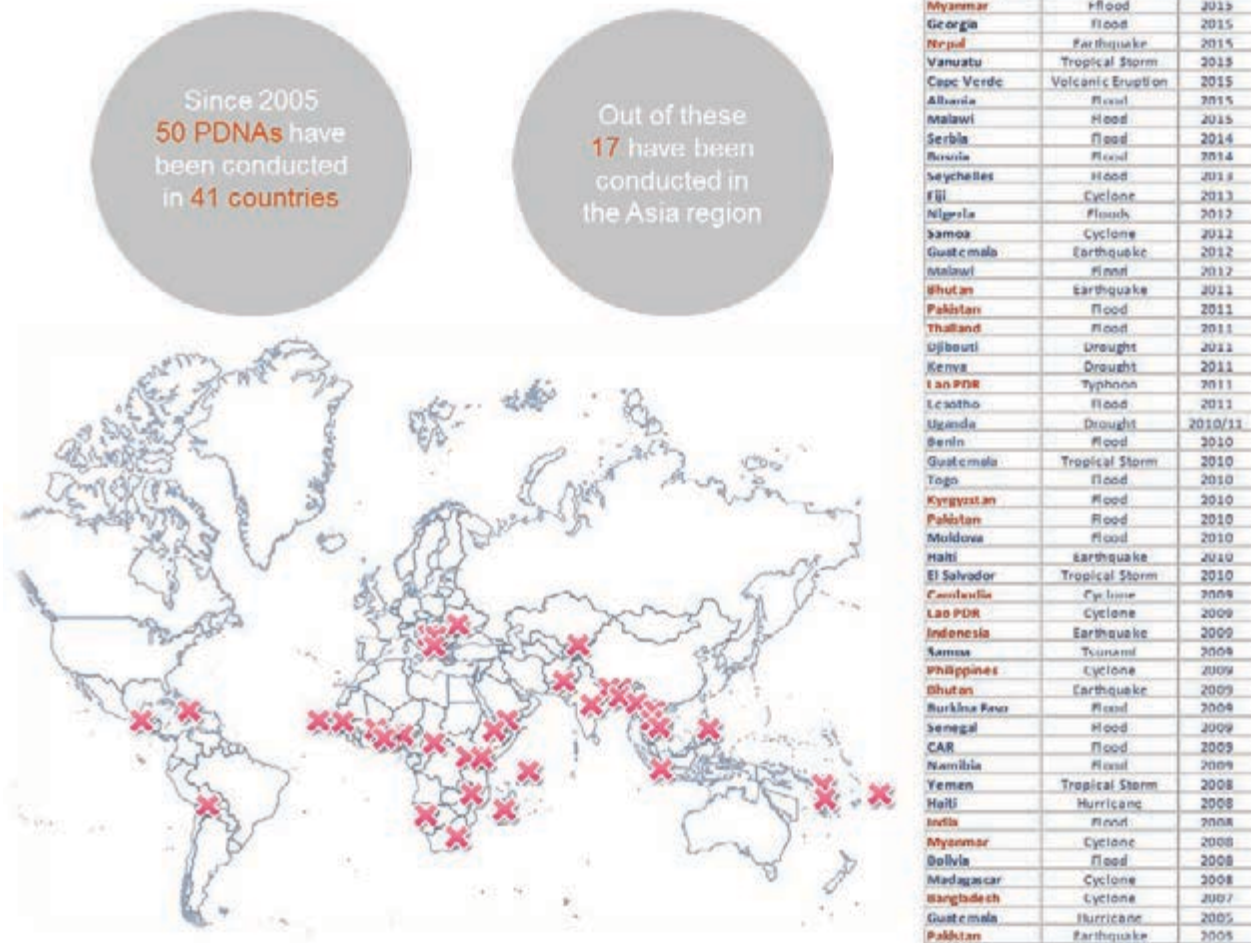 Since 2005
50 PDNAs have
been conducted
in 41 countries
Out of these
17 have been
conducted in
the Asia region
Myanmar Fflood 2015
Georgia Flood 2015
Nepal Earthquake 2015
Vanuatu Tropical Storm 2015
Cape Verde Volcanic Eruption 2015
Albania Flood 2015
Malawi Flood 2015
Serbia Flood 2014
Bosnia Flood 2014
Seychelles Flood 2013
Fiji Cyclone 2013
Nigeria Floods 2012
Samoa Cyclone 2012
Guatemala Earthquake 2012
Malawi Flood 2012
Bhutan Earthquake 2011
Pakistan Flood 2011
Thailand Flood 2011
Djibouti Drought 2011
Kenya Drought 2011
Lao PDR Typhoon 2011
Lesotho Flood 2011
Uganda Drought 2010/11
Benin Flood 2010
Guatemala Tropical Storm 2010
Togo Flood 2010
Kyrgyzstan Flood 2010
Pakistan Flood 2010
Moldova Flood 2010
Haiti Earthquake 2010
El Salvador Tropical Storm 2010
Cambodia Cyclone 2009
Lao PDR Cyclone 2009
Indonesia Earthquake 2009
Samoa Tsunami 2009
Philippines Cyclone 2009
Bhutan Earthquake 2009
Burkina Faso Flood 2009
Senegal Flood 2009
CAR Flood 2009
Namibia Flood 2009
Yemen Tropical Storm 2008
Haiti Hurricane 2008
India Flood 2008
Myanmar Cyclone 2008
Bolivia Flood 2008
Madagascar Cyclone 2008
Bangladesh Cyclone 2007
Guatemala Hurricane 2005
Pakistan Earthquake 2005